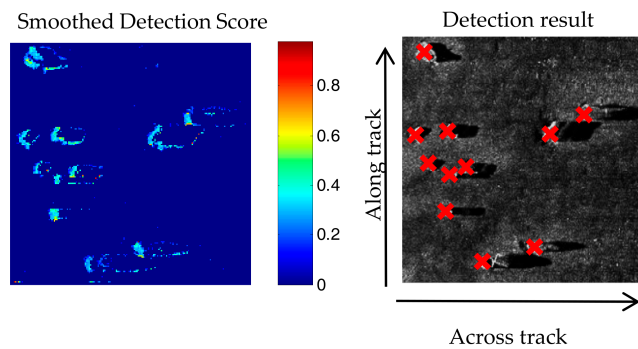 Smoothed Detection Score
Detection result
0.8
0.6
0.4
0.2
0
Along track
Across track